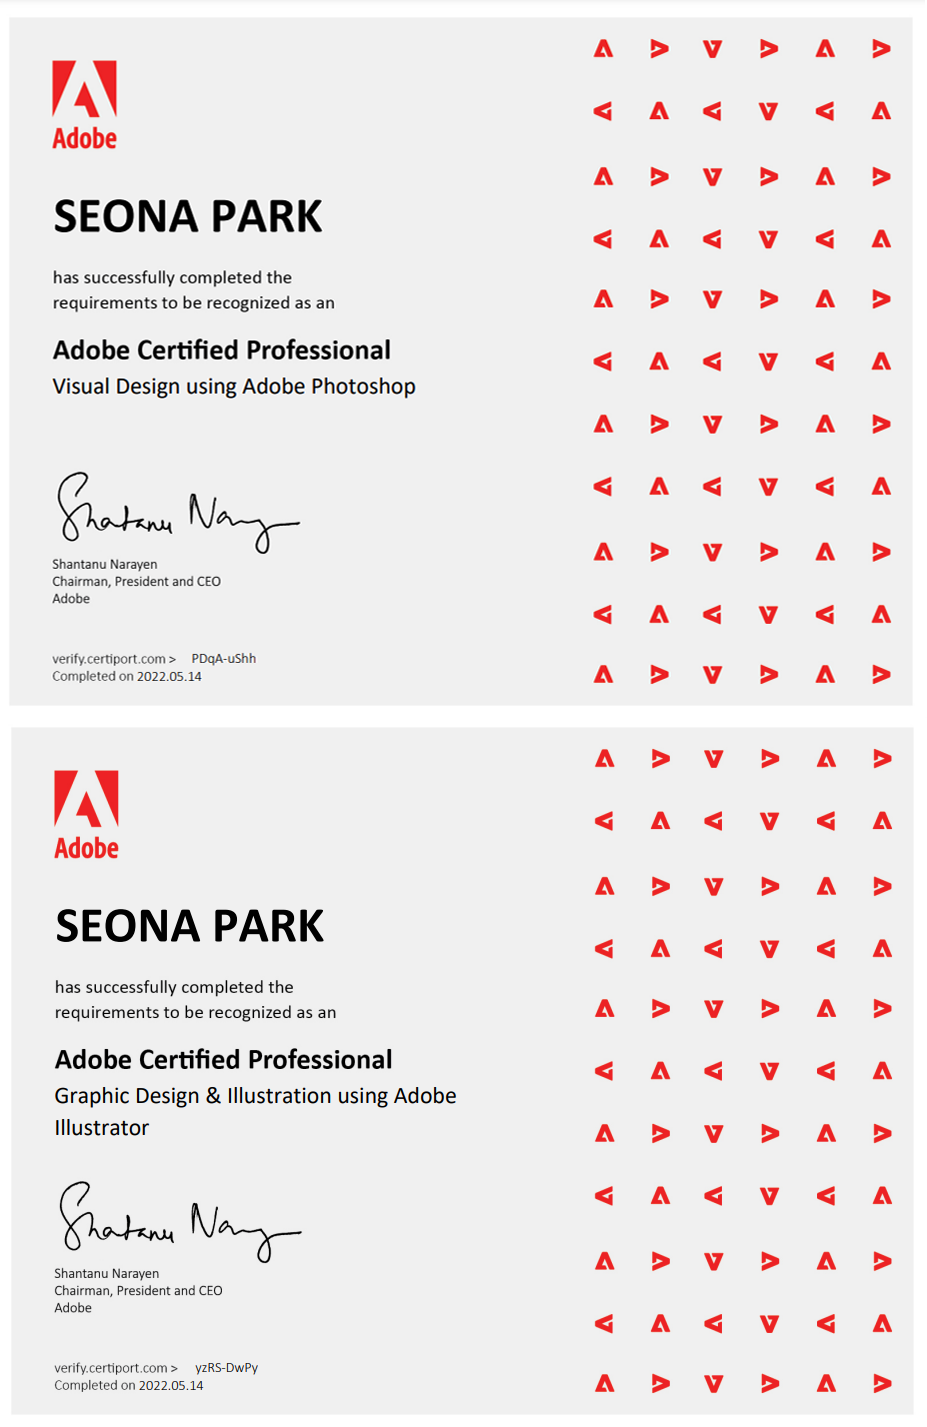 Adobe
SEONA PARK
has successfully completed the
requirements to be recognized as an
Adobe Certified Professional
Visual Design using Adobe Photoshop
Shantanu Narayen
Chairman, President and CEO
Adobe
verify.certiport.com > PDqA-uShh
Completed on 2022.05.14
Adobe
SEONA PARK
has successfully completed the
requirements to be recognized as an
Adobe Certified Professional
Graphic Design & Illustration using Adobe
Illustrator
Shantanu Narayen
Chairman, President and CEO
Adobe
verify.certiport.com > yzRS-DwPy
Completed on 2022.05.14